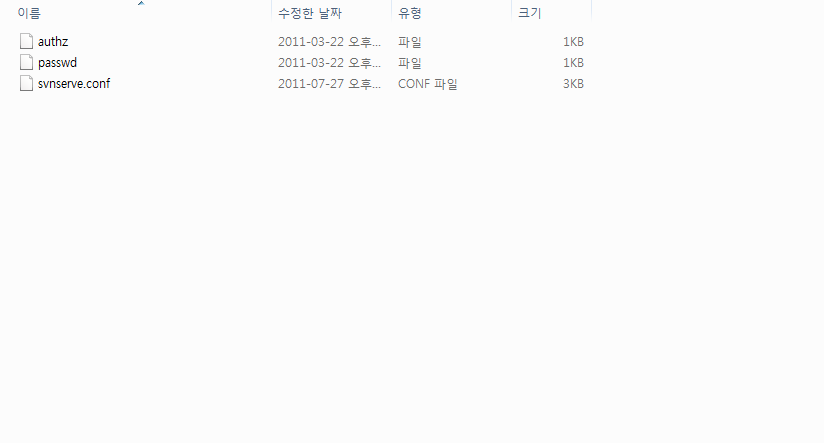 이름 수정한 날짜 유형 크기
authz 2011-03-22 오후... 파일 1KB
passwd 2011-03-22 오후... 파일 1KB
svnserve.conf 2011-07-27 오후... CONF 파일 3KB